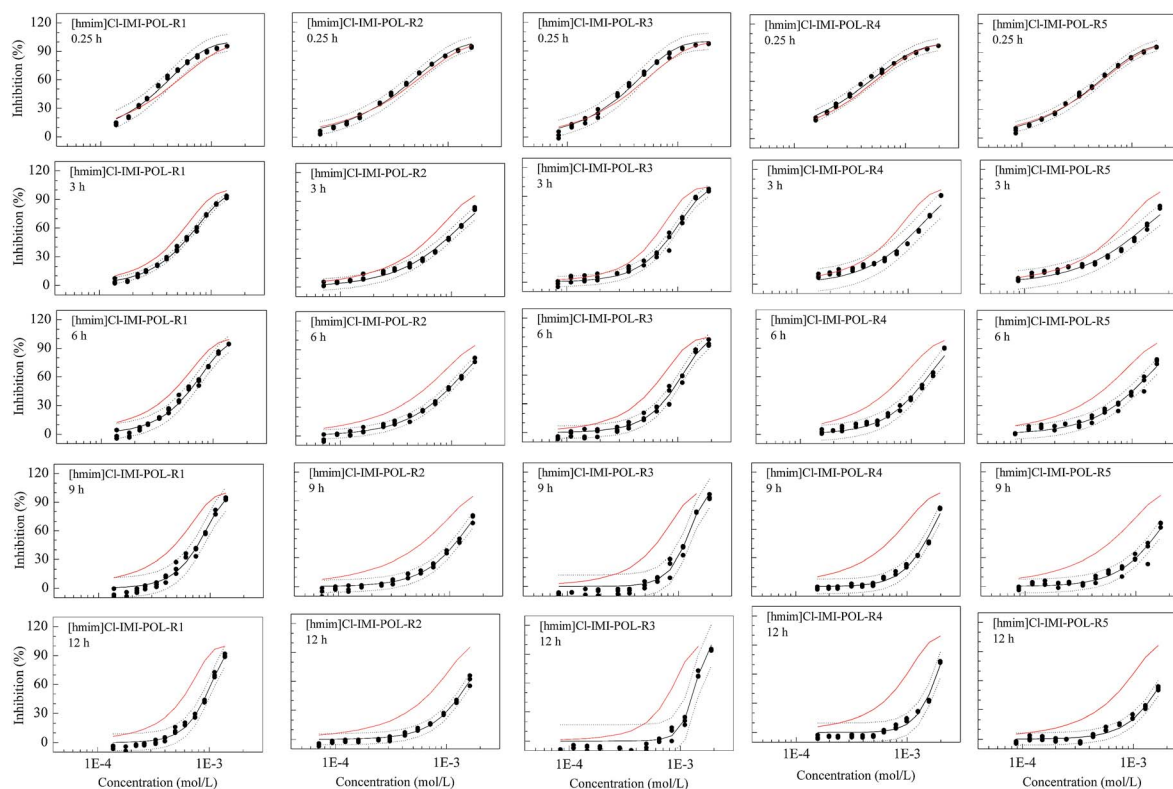 [hmim]Cl-IMI-POL-R1
0.25 h
[hmim]Cl-IMI-POL-R2
0.25 h
[hmim]Cl-IMI-POL-R3
0.25 h
[hmim]Cl-IMI-POL-R4
0.25 h
[hmim]Cl-IMI-POL-R5
0.25 h
Inhibition (%)
120
90
60
30
0
[hmim]Cl-IMI-POL-R1
3 h
[hmim]Cl-IMI-POL-R2
3 h
[hmim]Cl-IMI-POL-R3
3 h
[hmim]Cl-IMI-POL-R4
3 h
[hmim]Cl-IMI-POL-R5
3 h
Inhibition (%)
120
90
60
30
0
[hmim]Cl-IMI-POL-R1
6 h
[hmim]Cl-IMI-POL-R2
6 h
[hmim]Cl-IMI-POL-R3
6 h
[hmim]Cl-IMI-POL-R4
6 h
[hmim]Cl-IMI-POL-R5
6 h
Inhibition (%)
120
90
60
30
0
[hmim]Cl-IMI-POL-R1
9 h
[hmim]Cl-IMI-POL-R2
9 h
[hmim]Cl-IMI-POL-R3
9 h
[hmim]Cl-IMI-POL-R4
9 h
[hmim]Cl-IMI-POL-R5
9 h
Inhibition (%)
120
90
60
30
0
[hmim]Cl-IMI-POL-R1
12 h
[hmim]Cl-IMI-POL-R2
12 h
[hmim]Cl-IMI-POL-R3
12 h
[hmim]Cl-IMI-POL-R4
12 h
[hmim]Cl-IMI-POL-R5
12 h
Inhibition (%)
120
90
60
30
0
1E-4 1E-3
1E-4 1E-3
1E-4 1E-3
1E-4 1E-3
1E-4 1E-3
Concentration (mol/L)
Concentration (mol/L)
Concentration (mol/L)
Concentration (mol/L)
Concentration (mol/L)